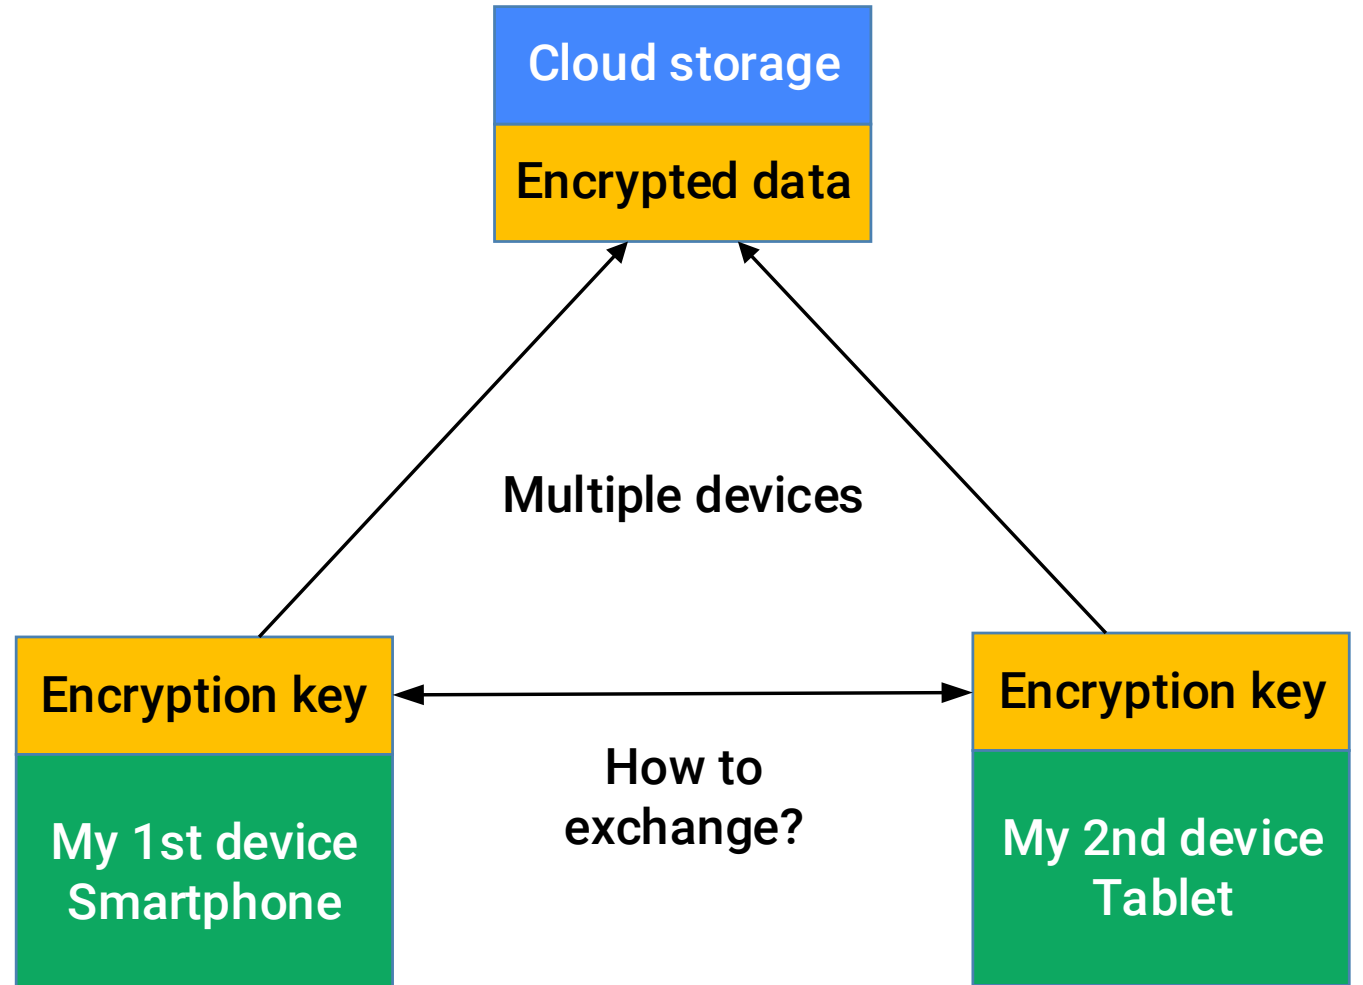 Cloud storage
Encrypted data
Multiple devices
Encryption key
Encryption key
How to
exchange?
My 1st device
Smartphone
My 2nd device
Tablet